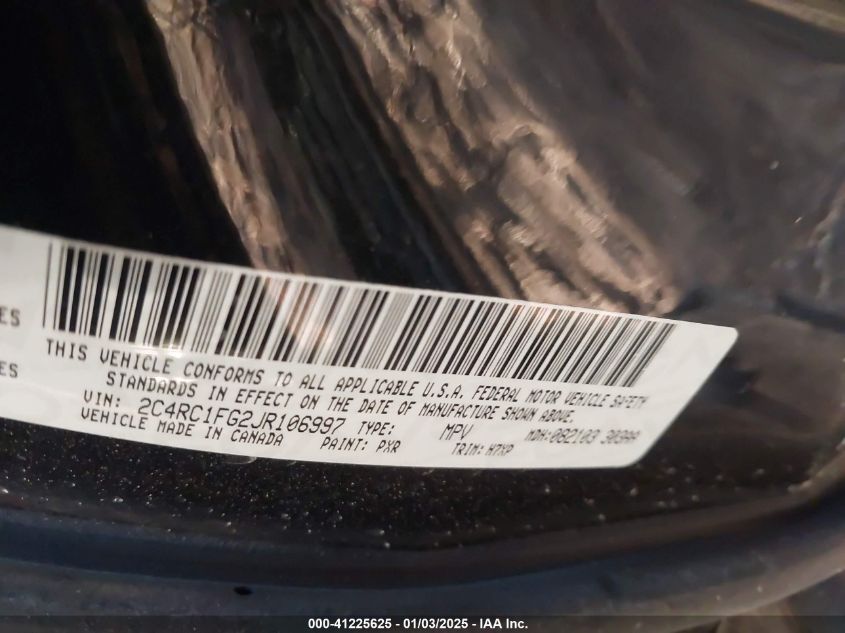 ES
ES
THIS VEHICLE CONFORMS TO ALL APPLICABLE U.S.A. FEDERAL MOTOR VEHICLE SAFETY
STANDARDS IN EFFECT ON THE DATE OF MANUFACTURE SHOWN ABOVE.
VIN: 2C4RC1FG2JR106997 TYPE: MPV MDH:082103 
VEHICLE MADE IN CANADA PAINT: PXR TRIM:
000-41225625 - 01/03/2025 - IAA Inc.